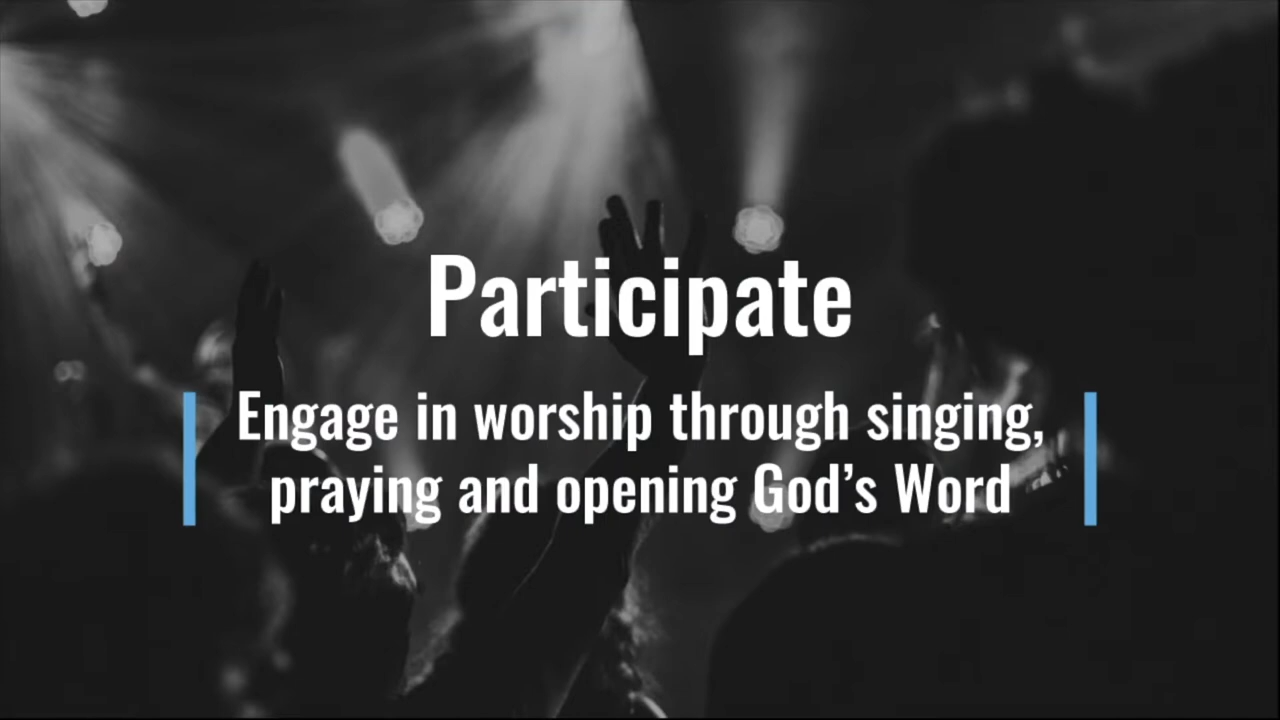 Participate
Engage in worship through singing,
praying and opening God’s Word